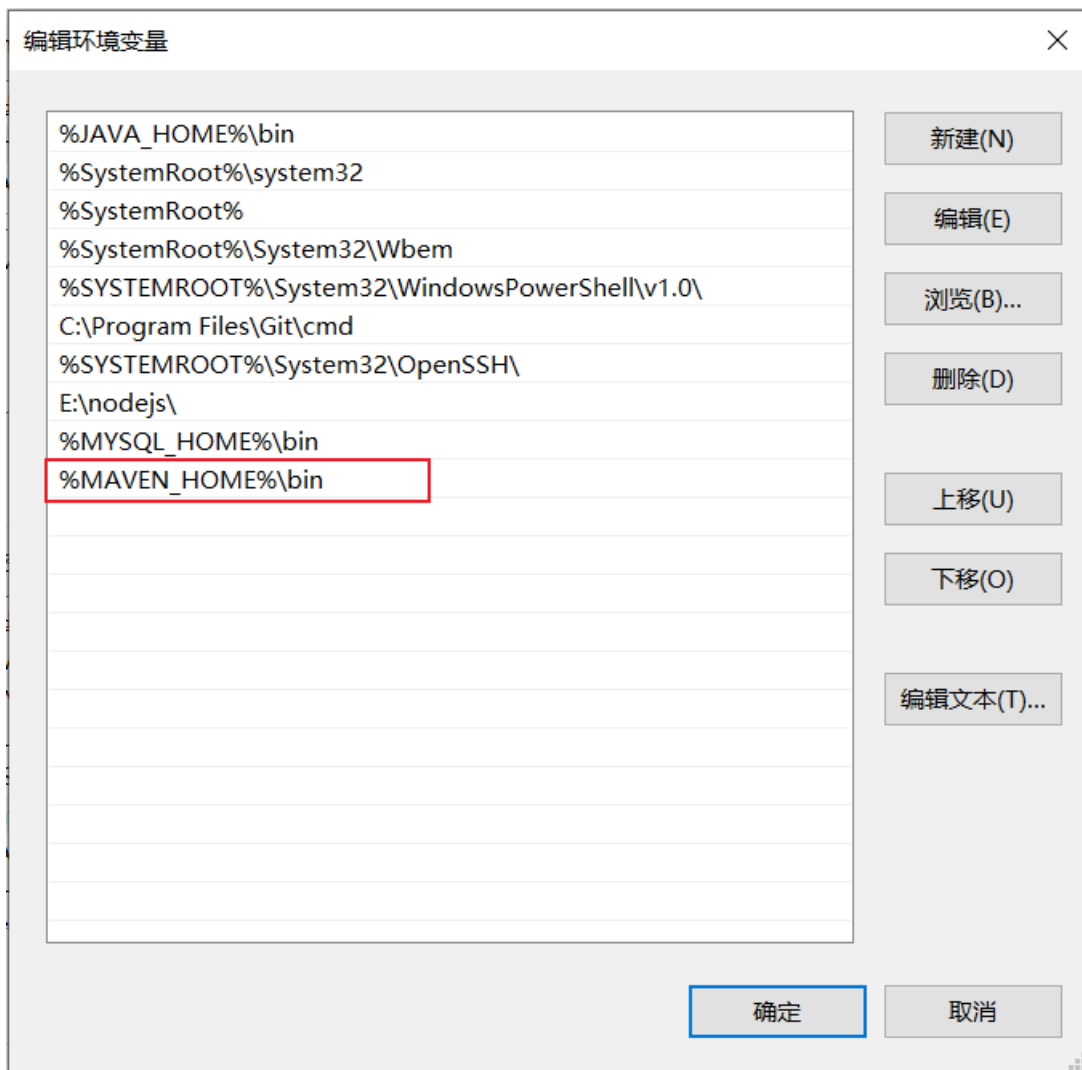 编辑环境变量
%JAVA_HOME%\bin
%SystemRoot%\system32
%SystemRoot%
%SystemRoot%\System32\Wbem
%SYSTEMROOT%\System32\WindowsPowerShell\v1.0\
C:\Program Files\Git\cmd
%SYSTEMROOT%\System32\OpenSSH\
E:\nodejs\
%MYSQL_HOME%\bin
%MAVEN_HOME%\bin
新建(N)
编辑(E)
浏览(B)...
删除(D)
上移(U)
下移(O)
编辑文本(T)...
确定
取消